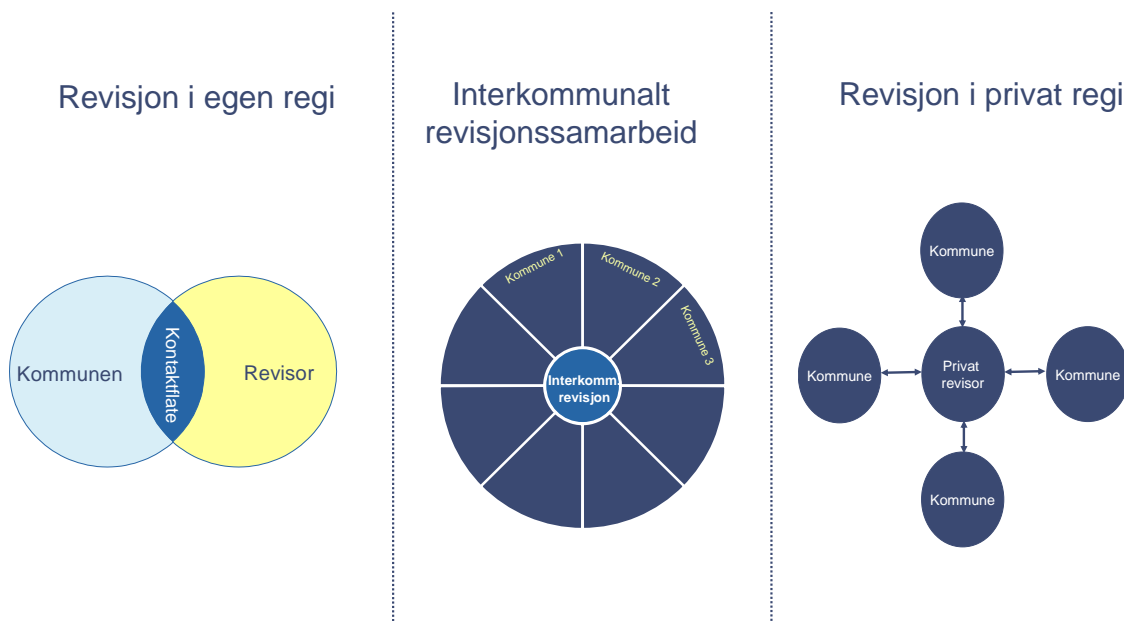 Revisjon i egen regi
Kommunen
Kontaktflate
Revisor
Interkommunalt
revisjonssamarbeid
Kommune 1
Kommune 2
Kommune 3
Interkomm.
revisjon
Revisjon i privat regi
Kommune
Kommune
Privat
revisor
Kommune
Kommune